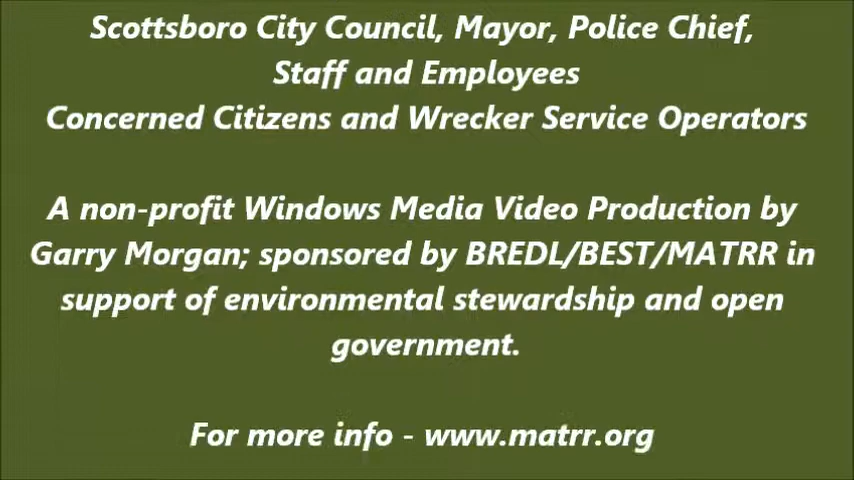 Scottsboro City Council, Mayor, Police Chief,
Staff and Employees
Concerned Citizens and Wrecker Service Operators
A non-profit Windows Media Video Production by
Garry Morgan; sponsored by BREDL/BEST/MATRR in
support of environmental stewardship and open
government.
For more info - www.matrr.org